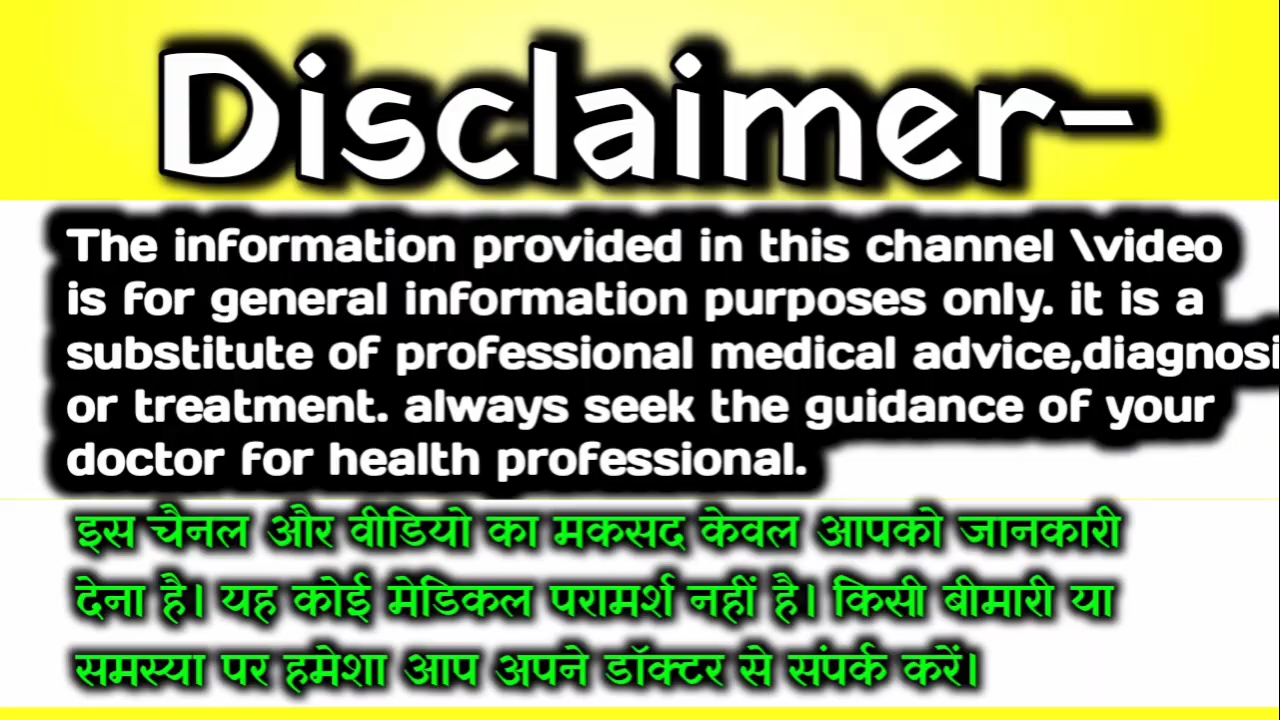 Disclaimer-
The information provided in this channel \video
is for general information purposes only. it is a
substitute of professional medical advice,diagnosi
or treatment. always seek the guidance of your
doctor for health professional.
इस चैनल और वीडियो का मकसद केवल आपको जानकारी
देना है। यह कोई मेडिकल परामर्श नहीं है। किसी बीमारी या
समस्या पर हमेशा आप अपने डॉक्टर से संपर्क करें।